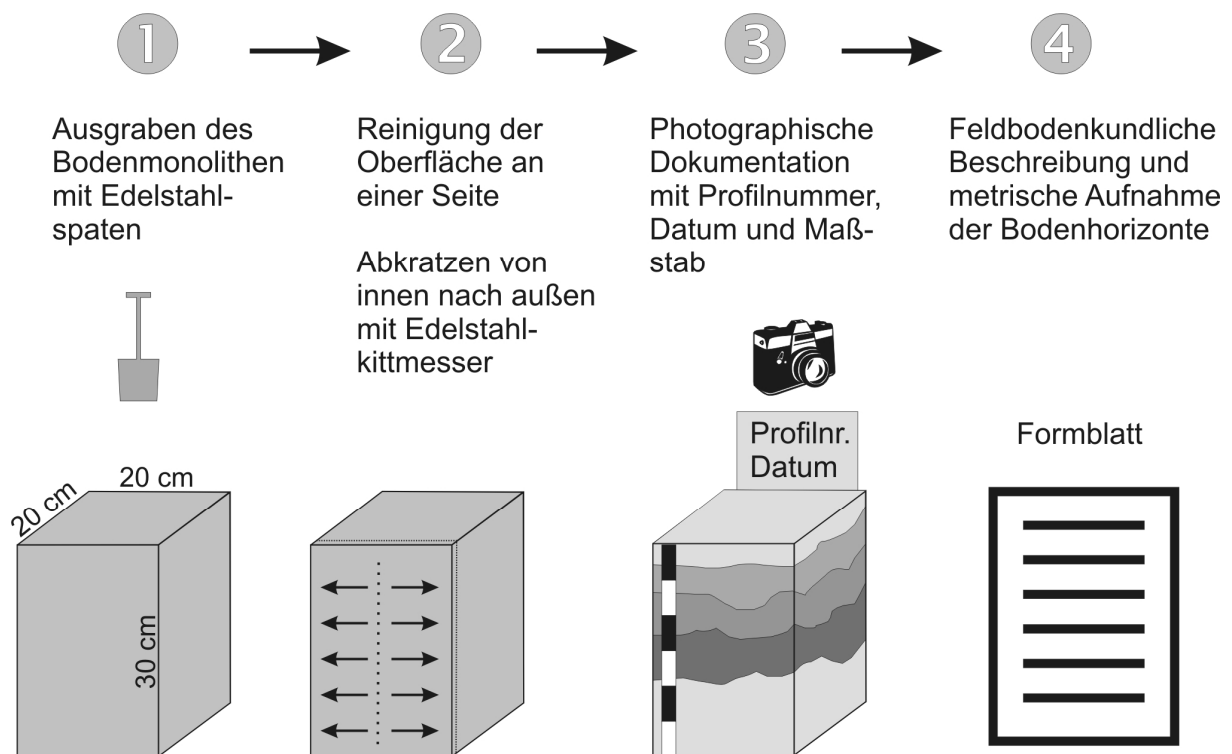 1
2
3
4
Ausgraben des
Bodenmonolithen
mit Edelstahl-
spaten
Reinigung der
Oberfläche an
einer Seite
Abkratzen von
innen nach außen
mit Edelstahl-
kittmesser
Photographische
Dokumentation
mit Profilnummer,
Datum und Maß-
stab
Feldbodenkundliche
Beschreibung und
metrische Aufnahme
der Bodenhorizonte
20 cm
20 cm
30 cm
Profilnr.
Datum
Formblatt